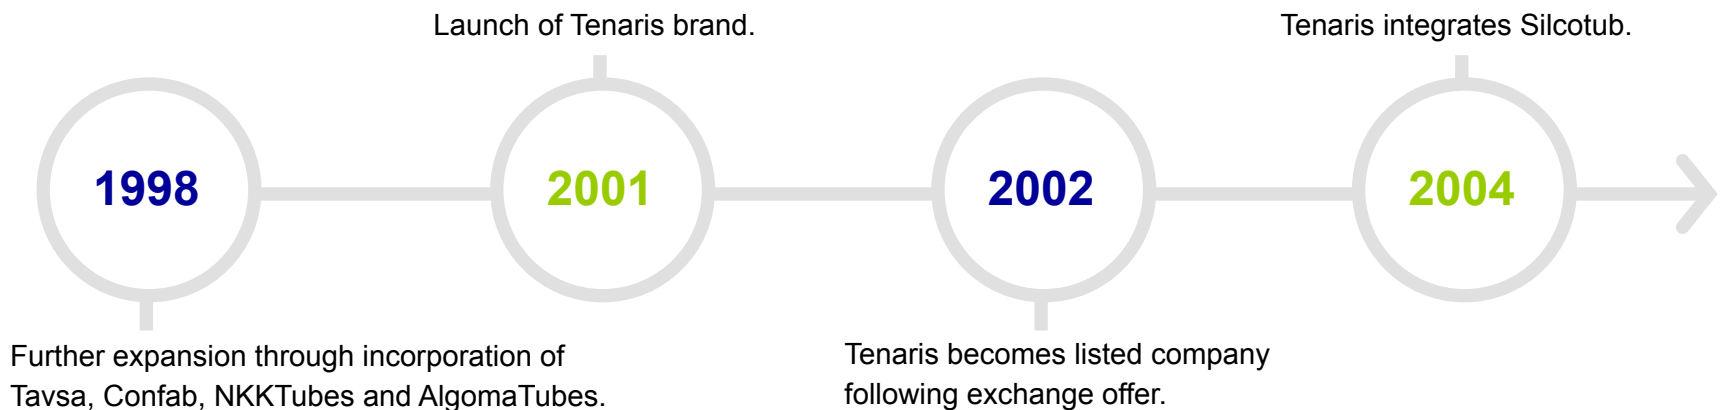 Launch of Tenaris brand.
Tenaris integrates Silcotub.
1998
2001
2002
2004
Further expansion through incorporation of
Tavsa, Confab, NKKTubes and AlgomaTubes.
Tenaris becomes listed company
following exchange offer.